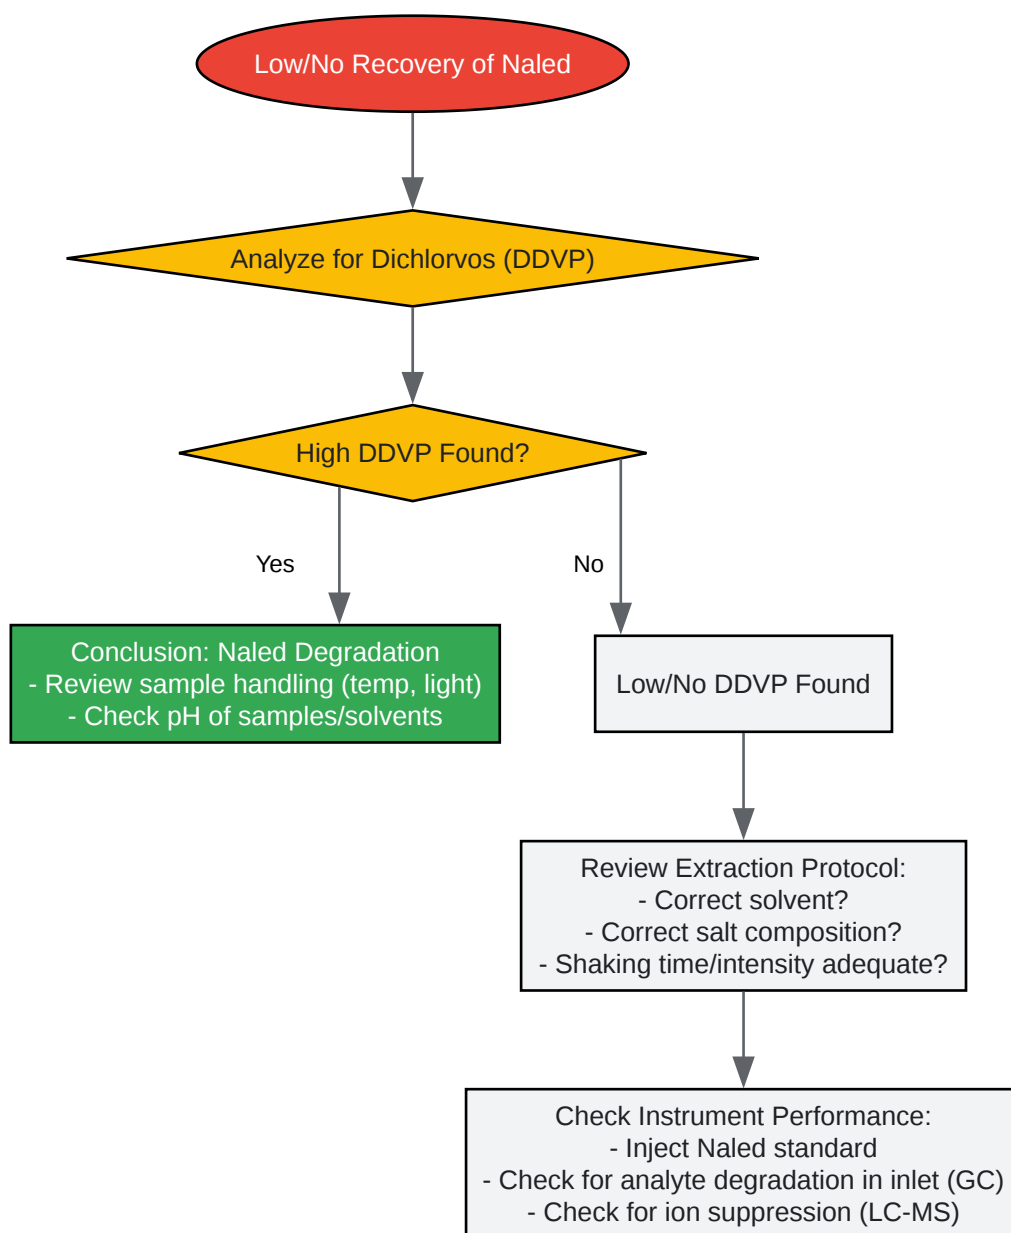 Low/No Recovery of Naled
Analyze for Dichlorvos (DDVP)
High DDVP Found?
Yes
No
Conclusion: Naled Degradation
- Review sample handling (temp, light)
- Check pH of samples/solvents
Low/No DDVP Found
Review Extraction Protocol:
- Correct solvent?
- Correct salt composition?
- Shaking time/intensity adequate?
Check Instrument Performance:
- Inject Naled standard
- Check for analyte degradation in inlet (GC)
- Check for ion suppression (LC-MS)